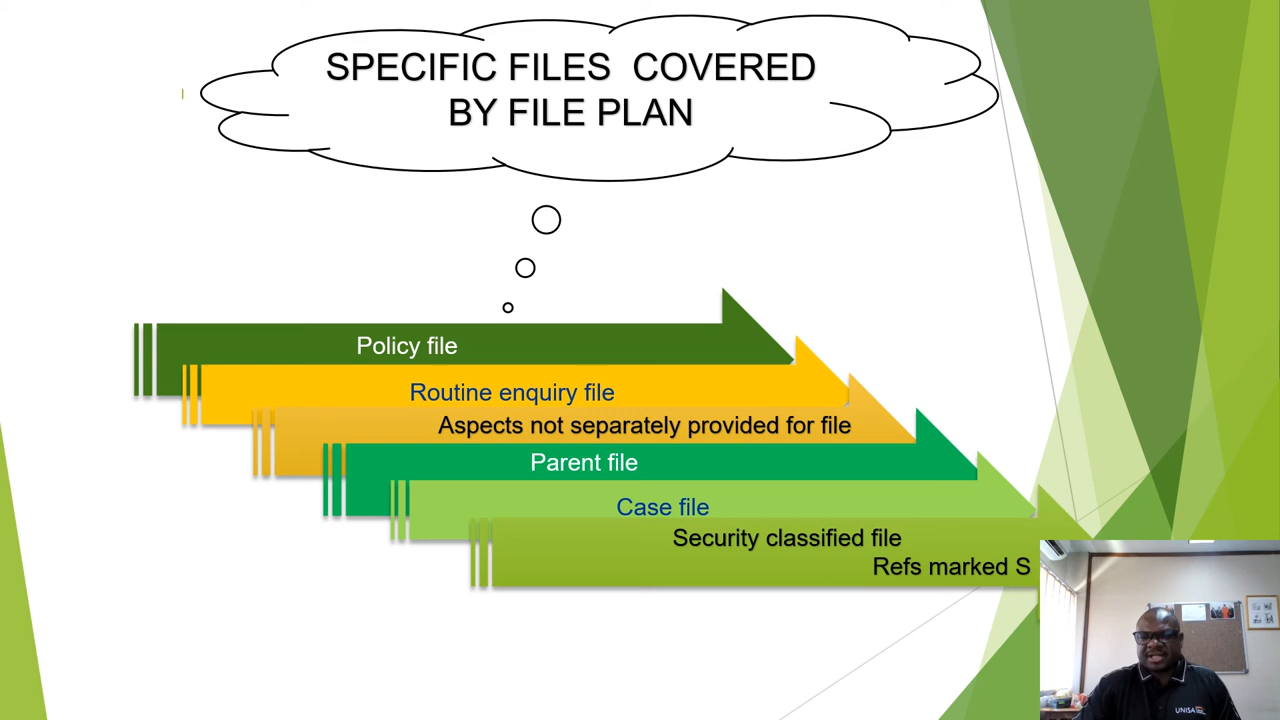 SPECIFIC FILES COVERED
BY FILE PLAN
Policy file
Routine enquiry file
Aspects not separately provided for file
Parent file
Case file
Security classified file
Refs marked S
UNISA